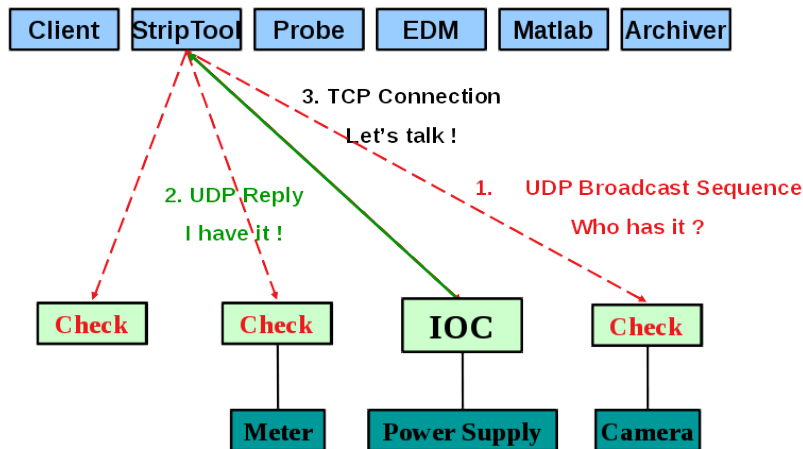 Client StripTool Probe EDM Matlab Archiver
3. TCP Connection
Let's talk !
1. UDP Broadcast Sequence
Who has it ?
2. UDP Reply
I have it !
Check Check IOC Check
Meter Power Supply Camera